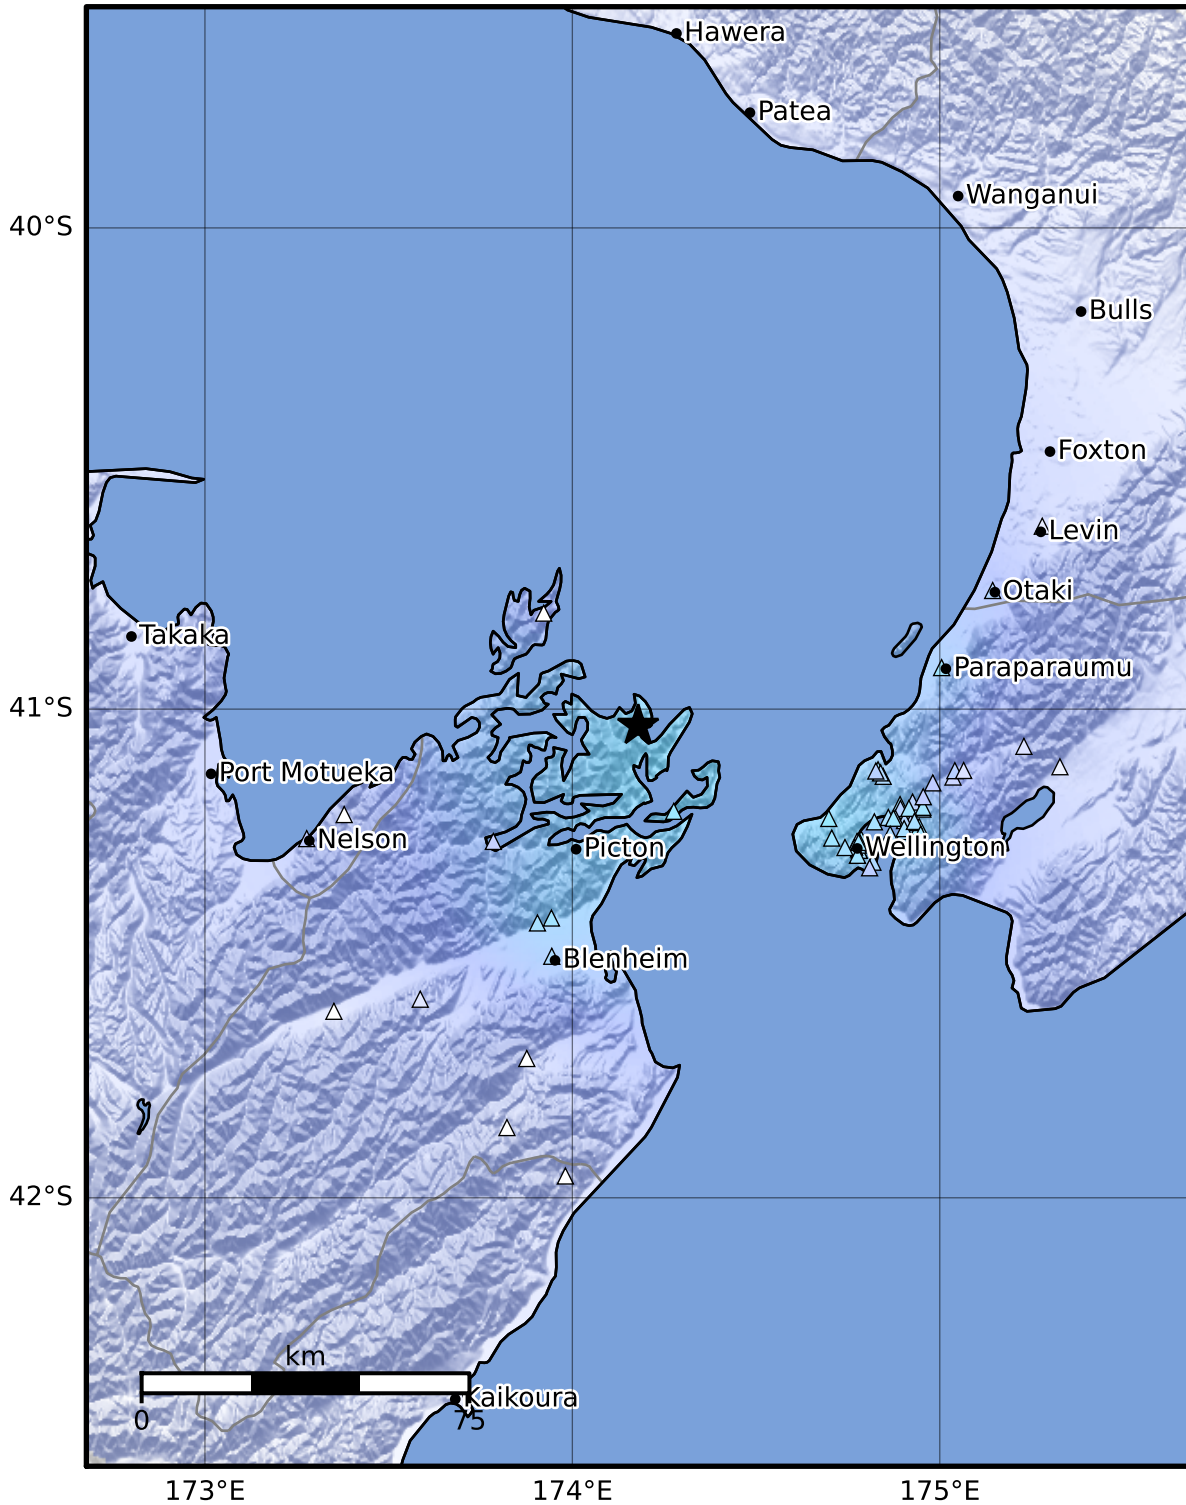 Hawera
Patea
Wanganui
40°S
Bulls
Foxton
Levin
Otaki
Takaka
Paraparaumu
41°S
Port Motueka
Nelson
Picton
Wellington
Blenheim
42°S
km
Kaikoura
0
75
173°E
174°E
175°E